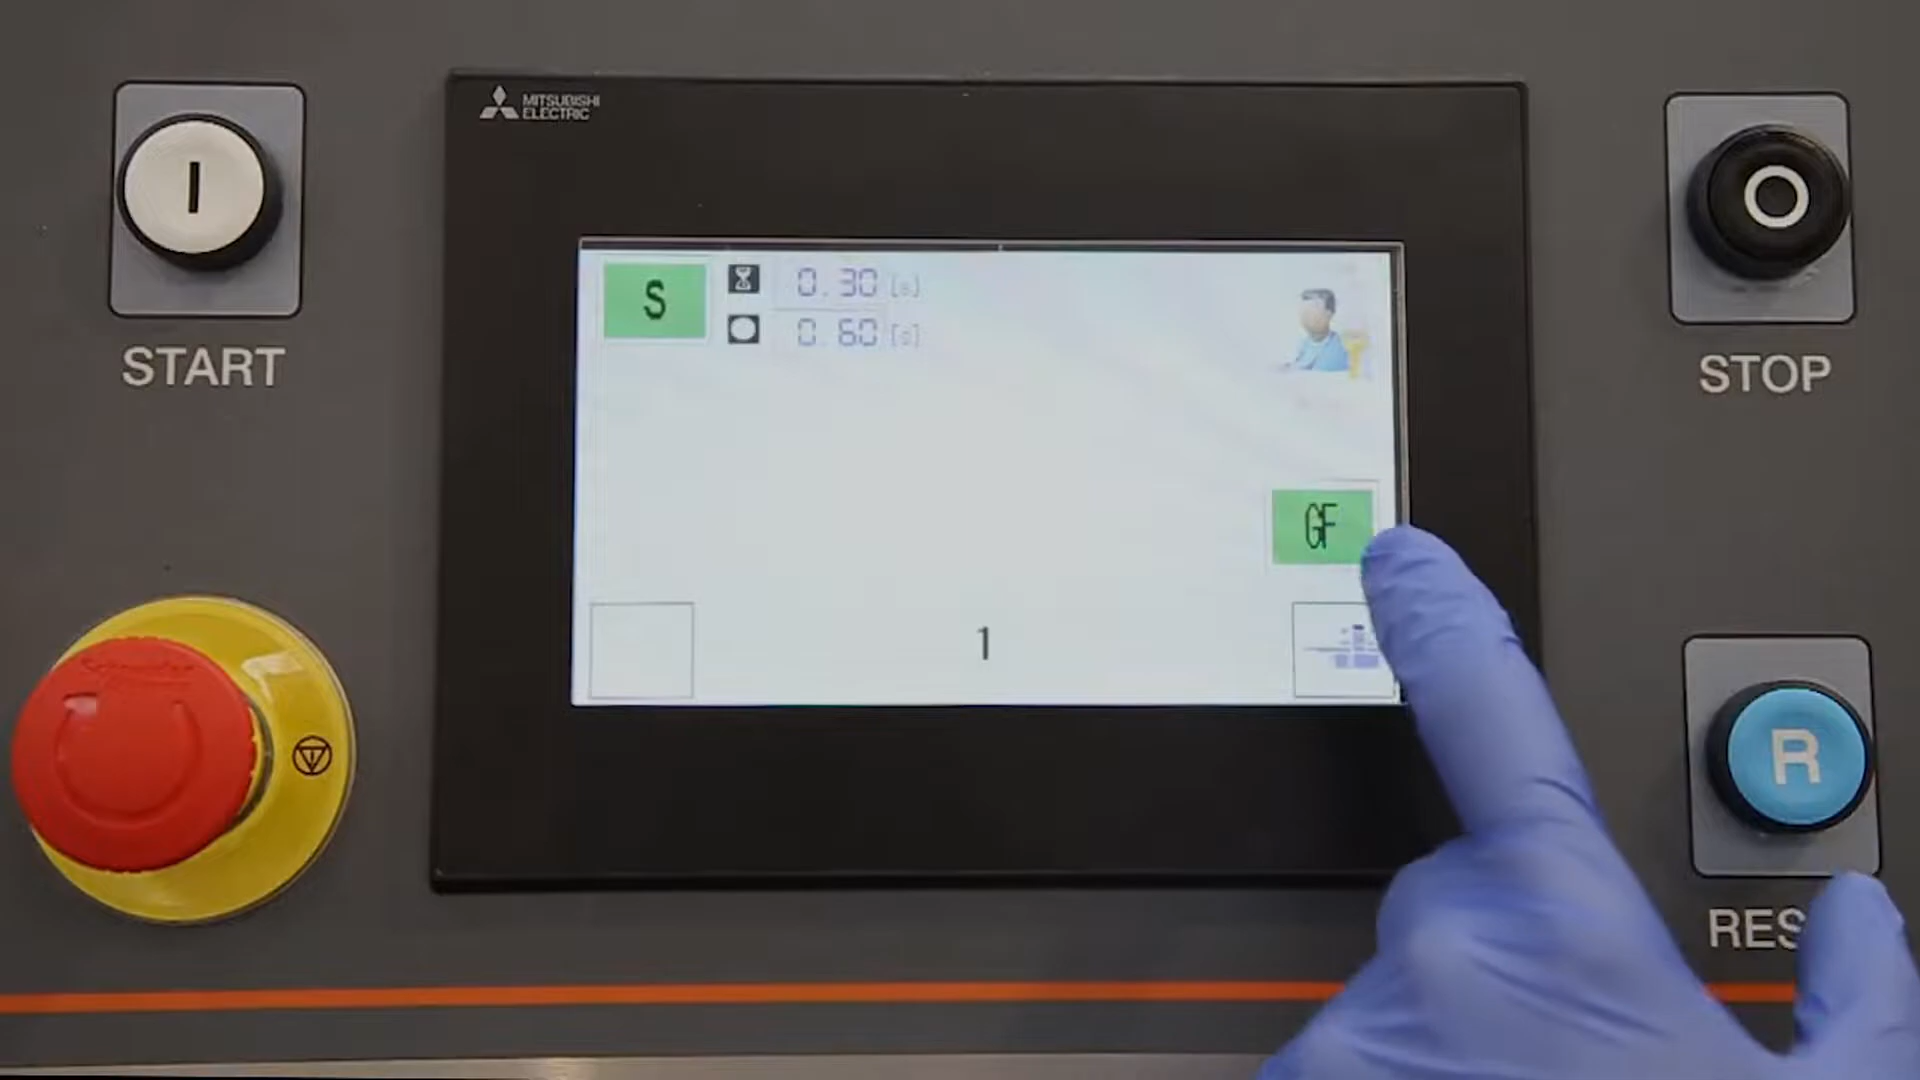 MITSUBISHI
ELECTRIC
I
START
O
STOP
S
0.30 [s]
0.60 [s]
GF
1
R
RES